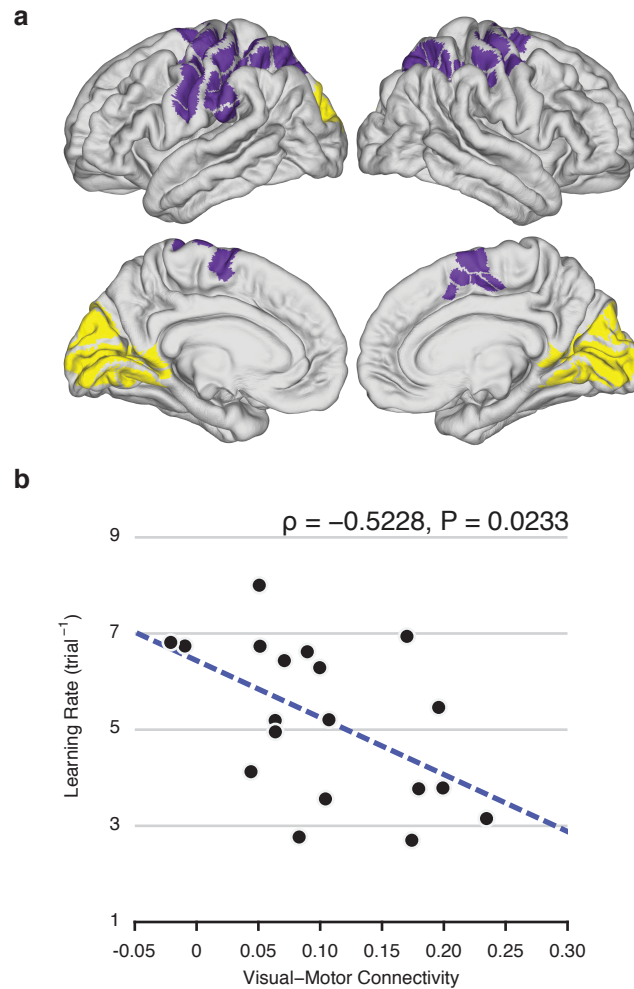 a
b
ρ = −0.5228, P = 0.0233
9
7
5
3
1
Learning Rate (trial⁻¹)
-0.05 0 0.05 0.10 0.15 0.20 0.25 0.30
Visual−Motor Connectivity